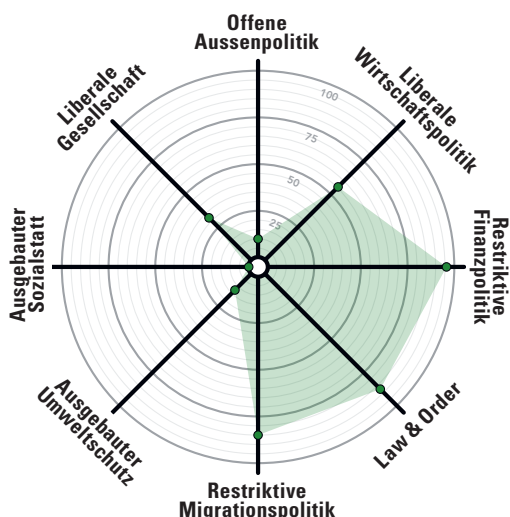 Offene
Aussenpolitik
Liberale
Wirtschaftspolitik
Restriktive
Finanzpolitik
Law & Order
Restriktive
Migrationspolitik
Ausgebauter
Umweltschutz
Ausgebauter
Sozialstatt
Liberale
Gesellschaft
100
75
50
25